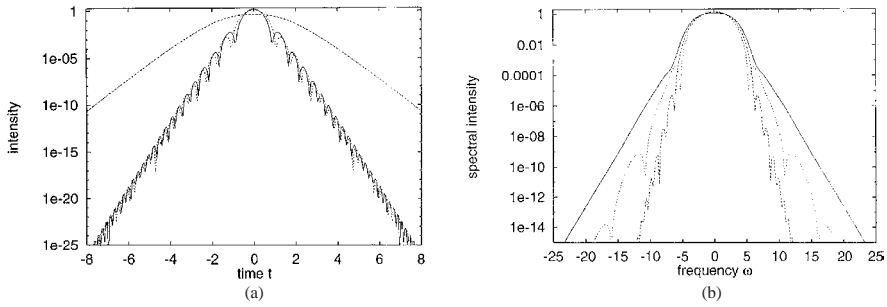 1
1e-05
1e-10
1e-15
1e-20
1e-25
intensity
-8 -6 -4 -2 0 2 4 6 8
time t
(a)
1
0.01
0.0001
1e-06
1e-08
1e-10
1e-12
1e-14
spectral intensity
-25 -20 -15 -10 -5 0 5 10 15 20 25
frequency ω
(b)